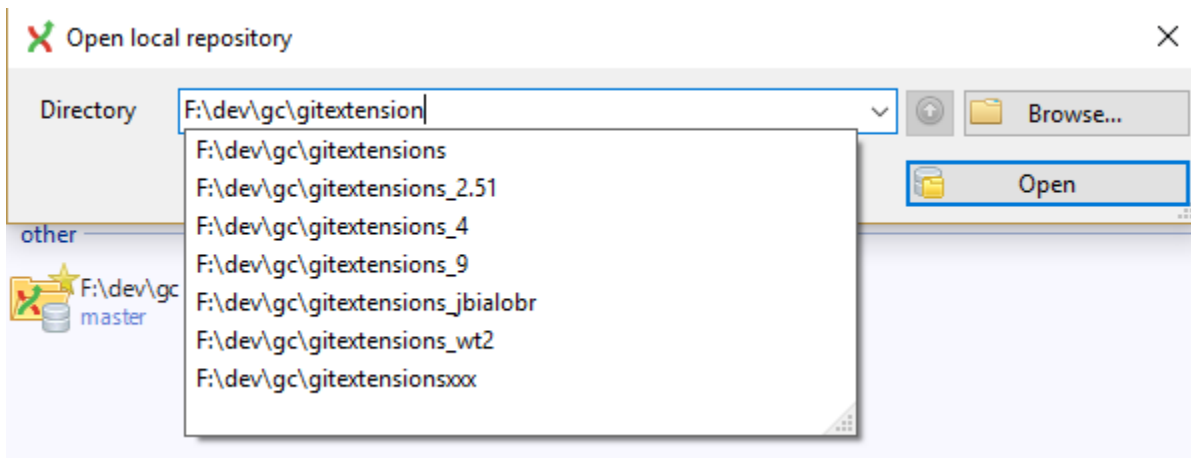 Open local repository
Directory F:\dev\gc\gitextension Browse...
F:\dev\gc\gitextensions
F:\dev\gc\gitextensions_2.51
Open
F:\dev\gc\gitextensions_4
other
F:\dev\gc\gitextensions_9
F:\dev\gc
F:\dev\gc\gitextensions_jbialobr
master
F:\dev\gc\gitextensions_wt2
F:\dev\gc\gitextensionsxxx